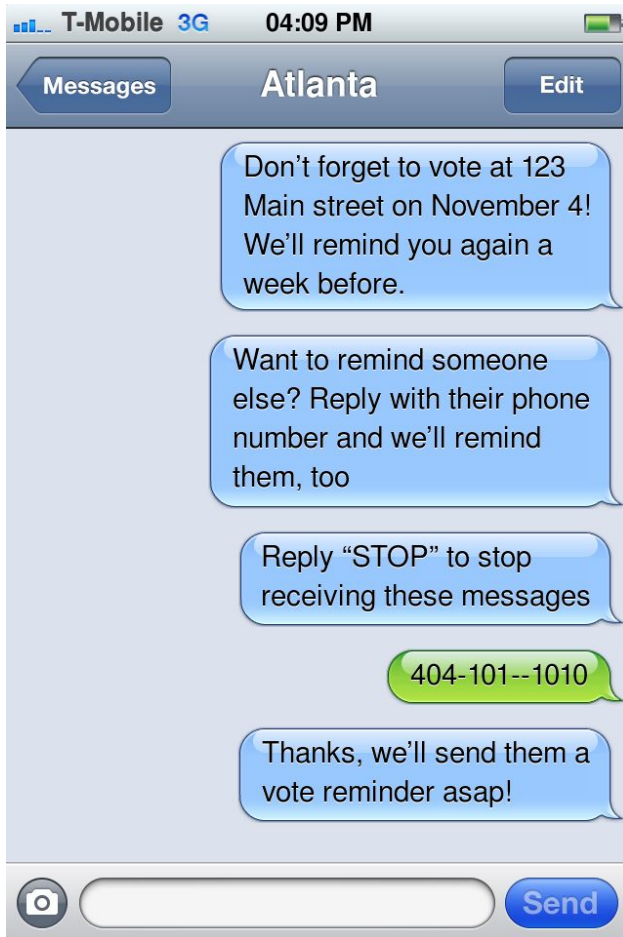 T-Mobile 3G 04:09 PM
Messages Atlanta Edit
Don’t forget to vote at 123
Main street on November 4!
We’ll remind you again a
week before.
Want to remind someone
else? Reply with their phone
number and we’ll remind
them, too
Reply “STOP” to stop
receiving these messages
404-101--1010
Thanks, we’ll send them a
vote reminder asap!
Send